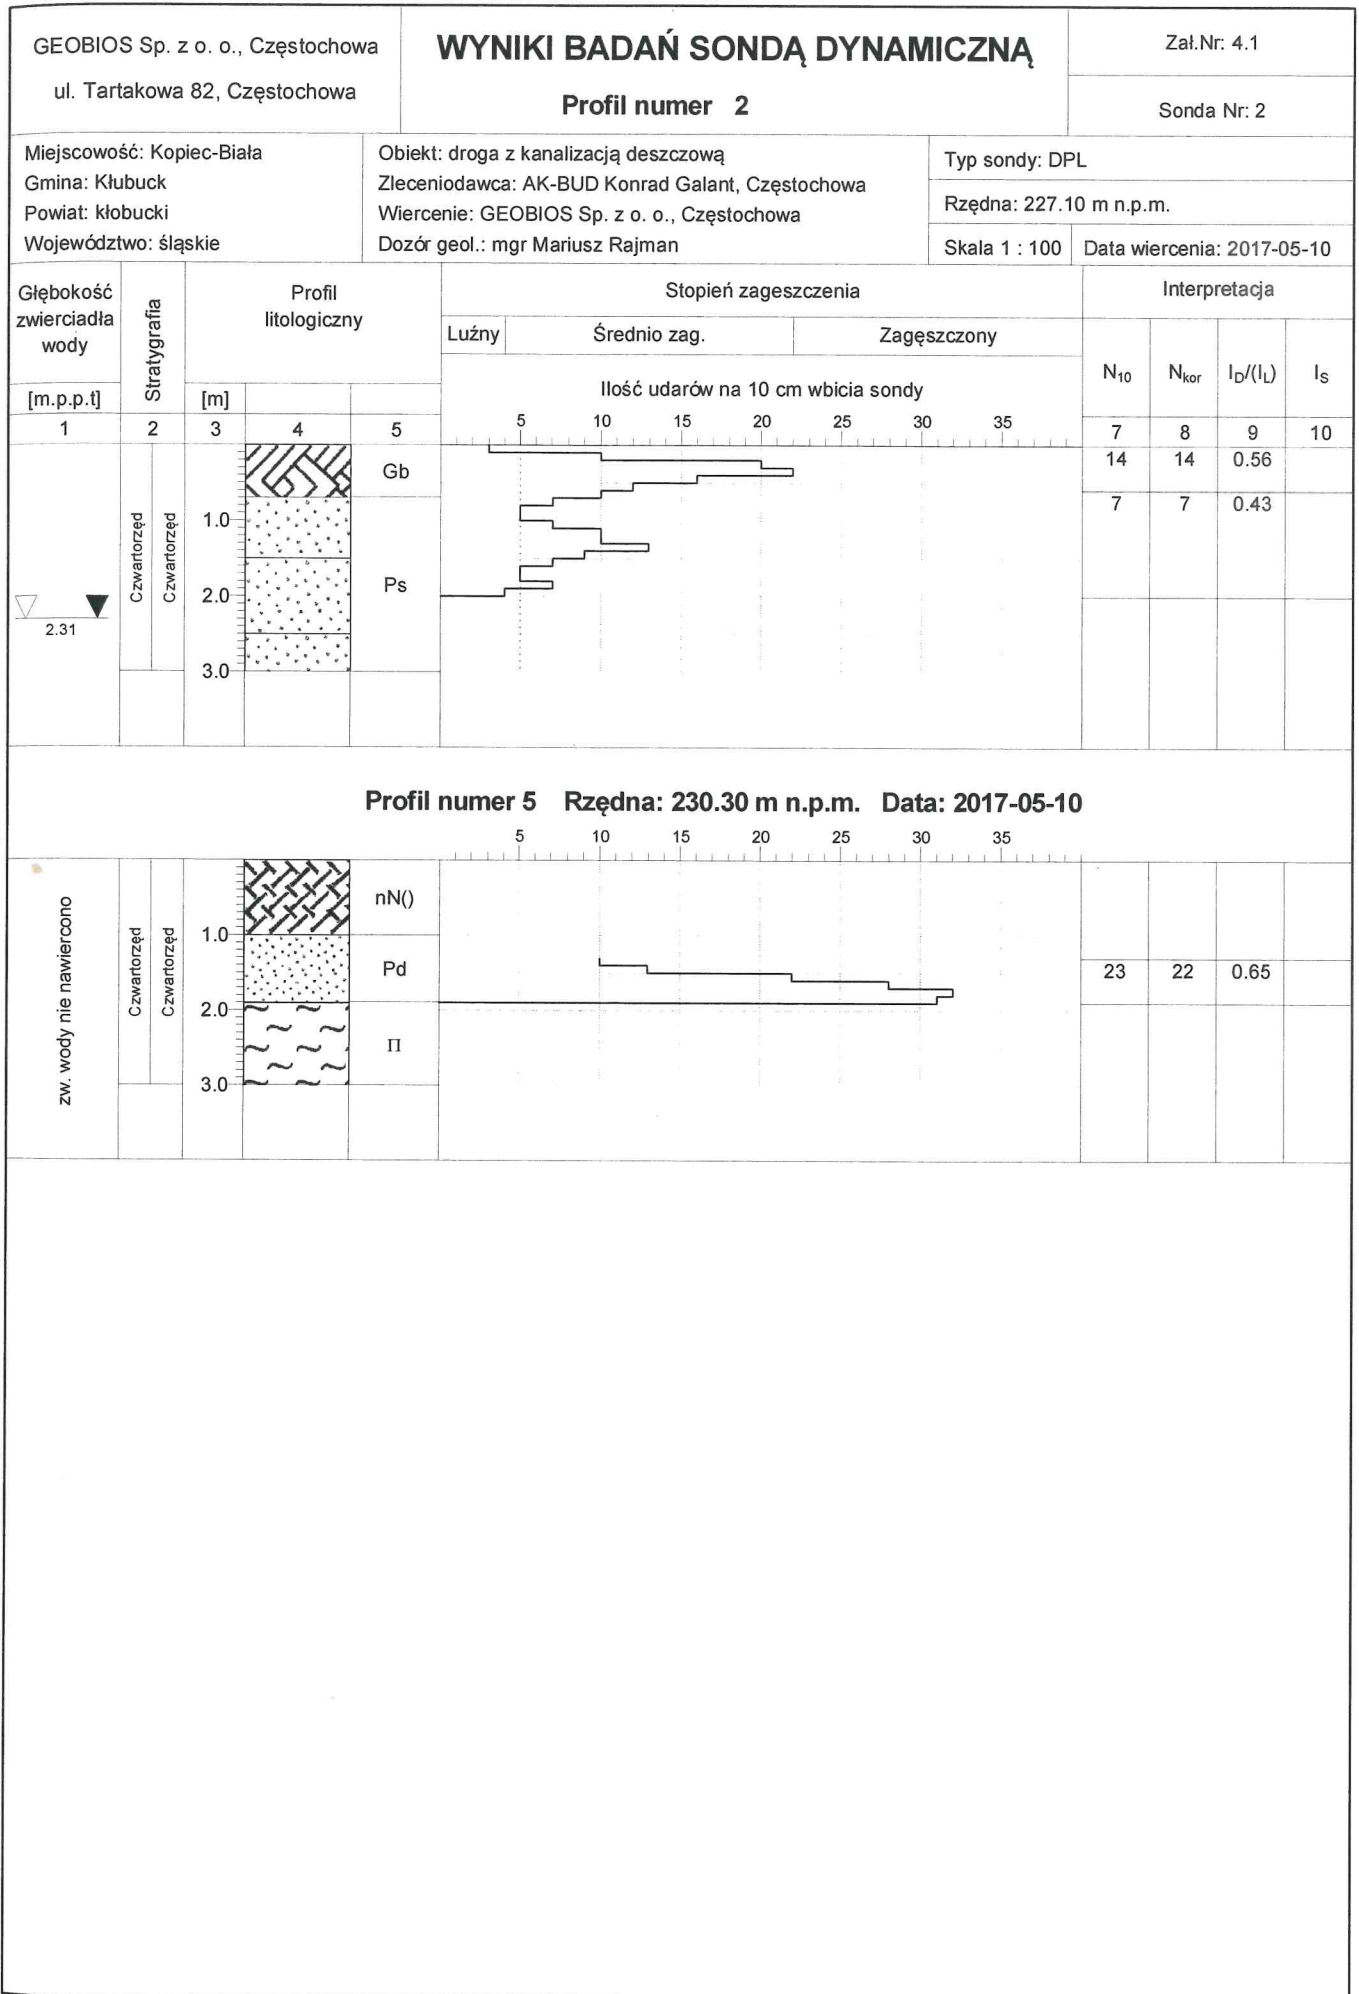 GEOBIOS Sp. z o. o., Częstochowa
ul. Tartakowa 82, Częstochowa
WYNIKI BADAŃ SONDĄ DYNAMICZNĄ
Profil numer 2
Zał.Nr: 4.1
Sonda Nr: 2
Miejscowość: Kopiec-Biała
Gmina: Kłubuck
Powiat: kłobucki
Województwo: śląskie
Obiekt: droga z kanalizacją deszczową
Zleceniodawca: AK-BUD Konrad Galant, Częstochowa
Wiercenie: GEOBIOS Sp. z o. o., Częstochowa
Dozór geol.: mgr Mariusz Rajman
Typ sondy: DPL
Rzędna: 227.10 m n.p.m.
Skala 1 : 100 Data wiercenia: 2017-05-10
Głębokość
zwierciadła
wody
[m.p.p.t]
Stratygrafia
Profil
litologiczny
[m]
Stopień zageszczenia
Luźny Średnio zag. Zagęszczony
Ilość udarów na 10 cm wbicia sondy
Interpretacja
N10 Nkor ID/(IL) IS
1 2 3 4 5
5 10 15 20 25 30 35
7 8 9 10
Gb
14 14 0.56
7 7 0.43
Czwartorzęd
Czwartorzęd
1.0
Ps
2.0
2.31
3.0
Profil numer 5 Rzędna: 230.30 m n.p.m. Data: 2017-05-10
5 10 15 20 25 30 35
zw. wody nie nawiercono
Czwartorzęd
Czwartorzęd
nN()
1.0
Pd
23 22 0.65
2.0
Π
3.0